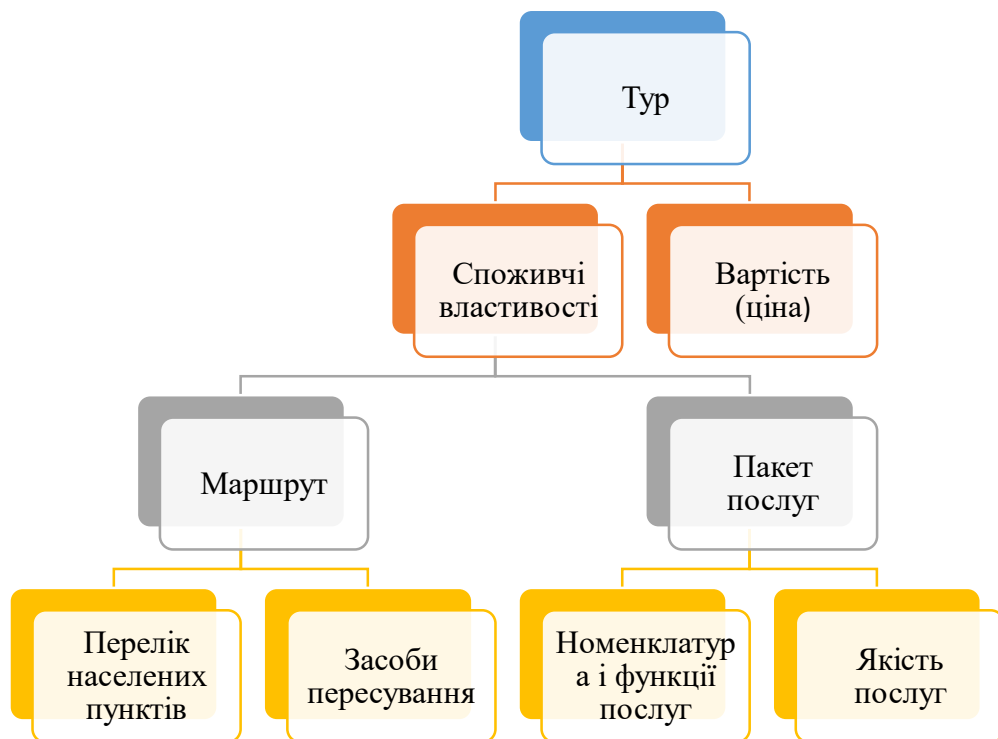 Тур
Споживчі
властивості
Вартість
(ціна)
Маршрут
Пакет
послуг
Перелік
населених
пунктів
Засоби
пересування
Номенклатур
а і функції
послуг
Якість
послуг